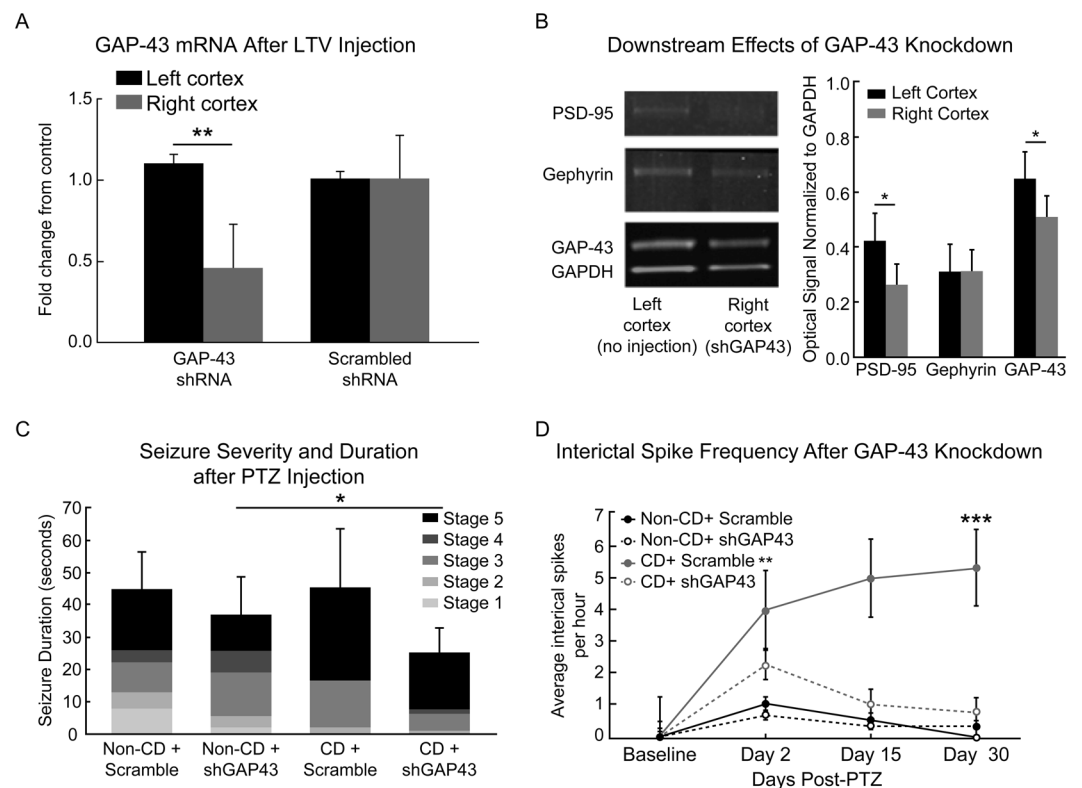 A
GAP-43 mRNA After LTV Injection
Left cortex
Right cortex
Fold change from control
1.5
1.0
0.5
0.0
**
GAP-43
shRNA
Scrambled
shRNA
B
Downstream Effects of GAP-43 Knockdown
PSD-95
Gephyrin
GAP-43
GAPDH
Left
cortex
(no injection)
Right
cortex
(shGAP43)
Optical Signal Normalized to GAPDH
1.0
0.8
0.6
0.4
0.2
0.0
Left Cortex
Right Cortex
*
*
PSD-95
Gephyrin
GAP-43
C
Seizure Severity and Duration
after PTZ Injection
Seizure Duration (seconds)
70
60
50
40
30
20
10
0
*
Stage 5
Stage 4
Stage 3
Stage 2
Stage 1
Non-CD +
Scramble
Non-CD +
shGAP43
CD +
Scramble
CD +
shGAP43
D
Interictal Spike Frequency After GAP-43 Knockdown
Average interical spikes
per hour
7
6
5
4
3
2
1
0
Non-CD+ Scramble
Non-CD+ shGAP43
CD+ Scramble
CD+ shGAP43
**
***
Baseline
Day 2
Day 15
Day 30
Days Post-PTZ